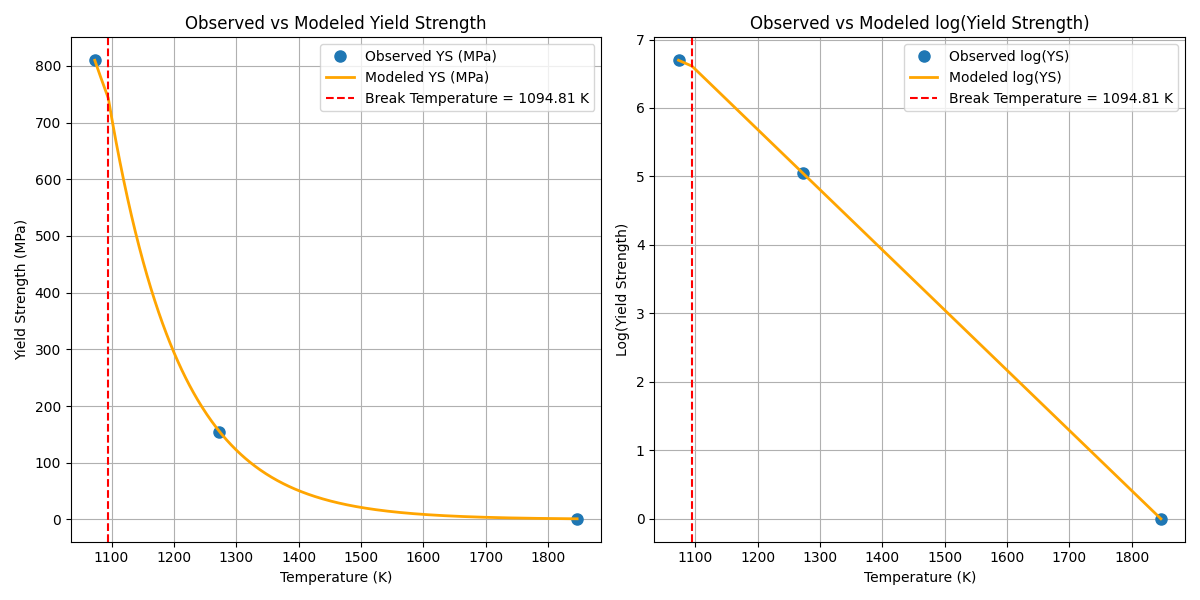 Observed vs Modeled Yield Strength
Observed YS (MPa)
Modeled YS (MPa)
Break Temperature = 1094.81 K
Yield Strength (MPa)
800
700
600
500
400
300
200
100
0
1100 1200 1300 1400 1500 1600 1700 1800
Temperature (K)
Observed vs Modeled log(Yield Strength)
Observed log(YS)
Modeled log(YS)
Break Temperature = 1094.81 K
Log(Yield Strength)
7
6
5
4
3
2
1
0
1100 1200 1300 1400 1500 1600 1700 1800
Temperature (K)